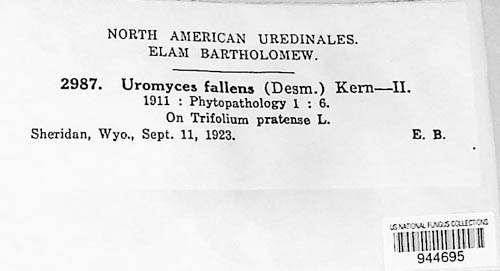 NORTH AMERICAN UREDINALES.
ELAM BARTHOLOMEW.
2987. Uromyces fallens (Desm.) Kern—II.
1911 : Phytopathology 1 : 6.
On Trifolium pratense L.
Sheridan, Wyo., Sept. 11, 1923. E. B.
US NATIONAL FUNGUS COLLECTIONS
944695